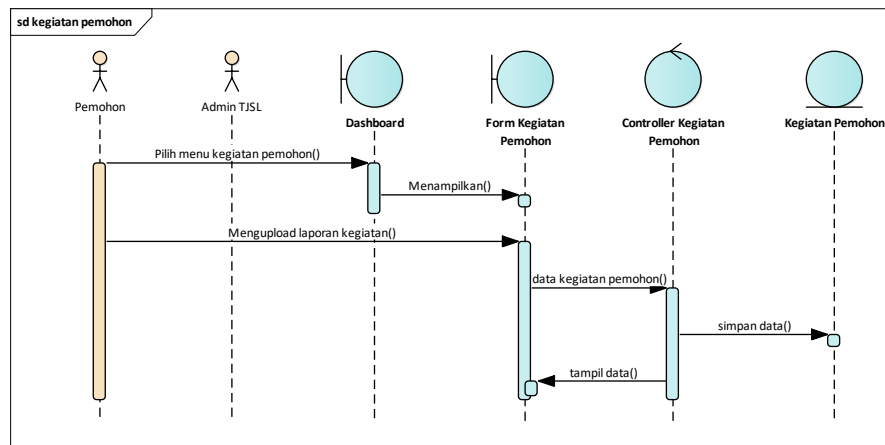 sd kegiatan pemohon
Pemohon
Admin TJSL
Dashboard
Form Kegiatan
Pemohon
Controller Kegiatan
Pemohon
Kegiatan Pemohon
Pilih menu kegiatan pemohon()
Menampilkan()
Mengupload laporan kegiatan()
data kegiatan pemohon()
simpan data()
tampil data()